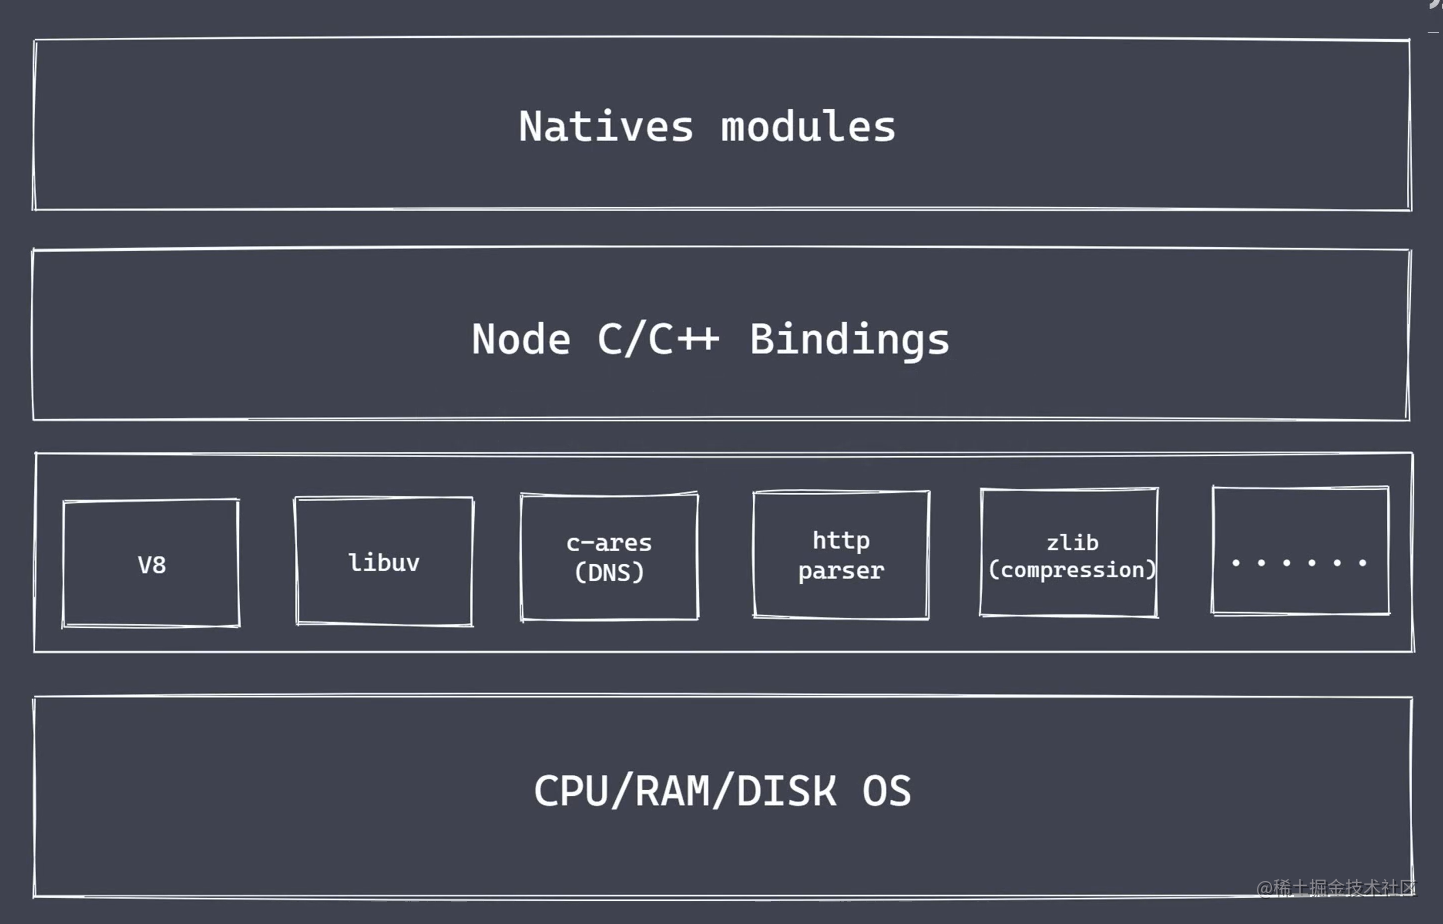 Natives modules
Node C/C++ Bindings
V8
libuv
c-ares
(DNS)
http
parser
zlib
(compression)
......
CPU/RAM/DISK OS
@稀土掘金技术社区